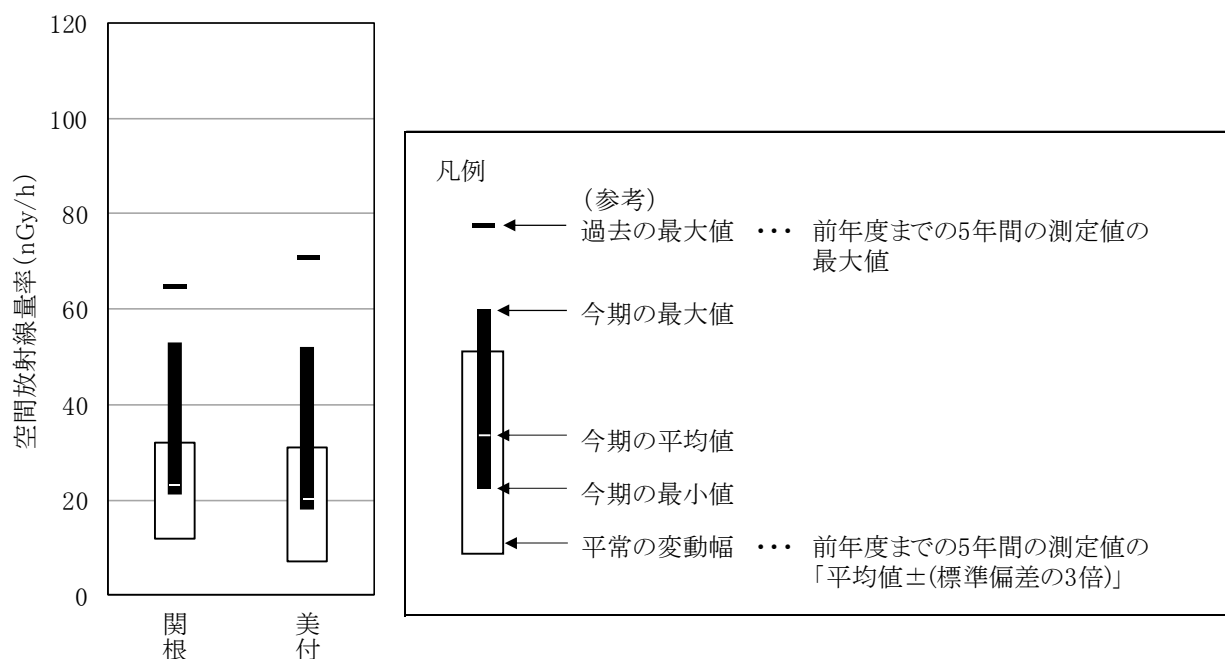 空間放射線量率(nGy/h)
120
100
80
60
40
20
0
関根
美付
凡例
(参考)
過去の最大値 ・・・ 前年度までの5年間の測定値の
最大値
今期の最大値
今期の平均値
今期の最小値
平常の変動幅 ・・・ 前年度までの5年間の測定値の
「平均値±(標準偏差の3倍)」